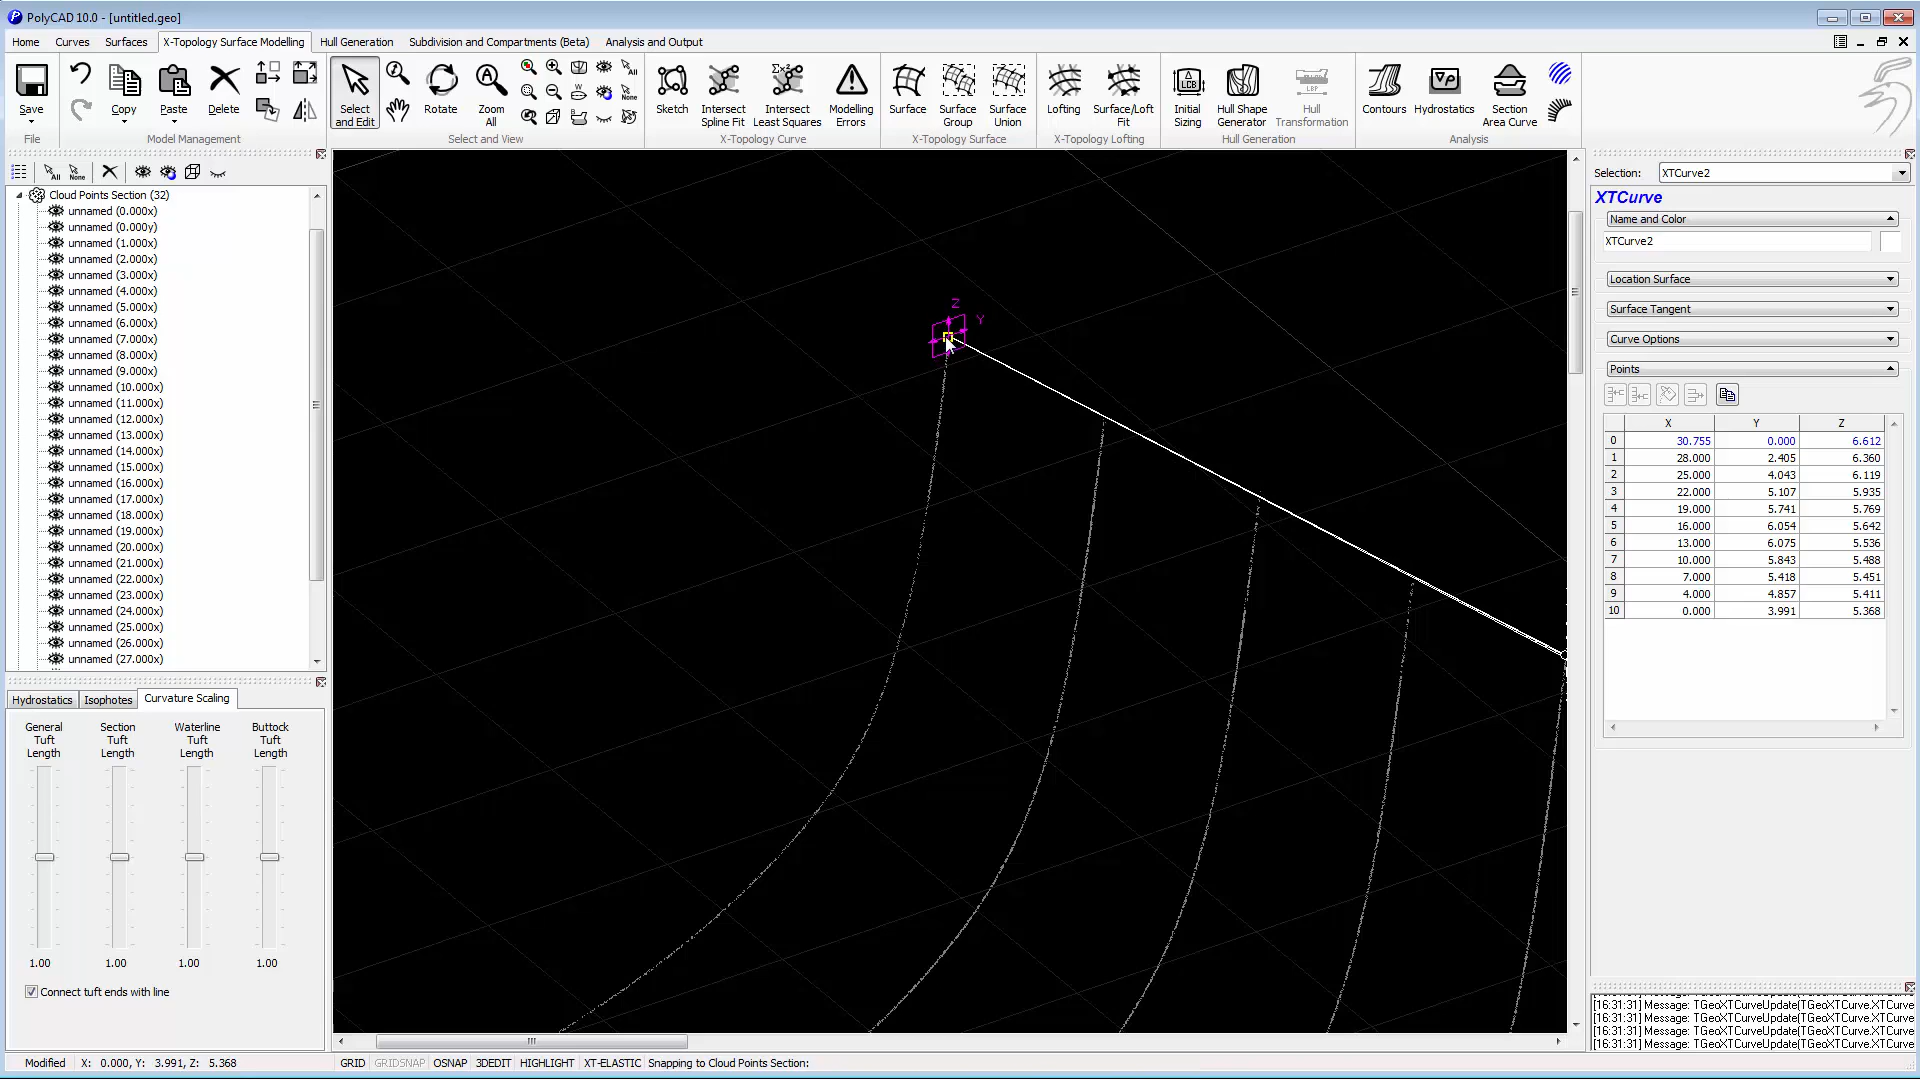 PolyCAD 10.0 - [untitled.geo]
Home Curves Surfaces X-Topology Surface Modelling Hull Generation Subdivision and Compartments (Beta) Analysis and Output
Save Copy Paste Delete Select and Edit Rotate Zoom All All None Sketch Intersect Spline Fit Intersect Least Squares Modelling Errors Surface Surface Group Surface Union Lofting Surface/Loft Fit Initial Sizing Hull Shape Generator Hull Transformation Contours Hydrostatics Section Area Curve
File Model Management Select and View X-Topology Curve X-Topology Surface X-Topology Lofting Hull Generation Analysis
All None
Cloud Points Section (32)
unnamed (0.000x)
unnamed (0.000y)
unnamed (1.000x)
unnamed (2.000x)
unnamed (3.000x)
unnamed (4.000x)
unnamed (5.000x)
unnamed (6.000x)
unnamed (7.000x)
unnamed (8.000x)
unnamed (9.000x)
unnamed (10.000x)
unnamed (11.000x)
unnamed (12.000x)
unnamed (13.000x)
unnamed (14.000x)
unnamed (15.000x)
unnamed (16.000x)
unnamed (17.000x)
unnamed (18.000x)
unnamed (19.000x)
unnamed (20.000x)
unnamed (21.000x)
unnamed (22.000x)
unnamed (23.000x)
unnamed (24.000x)
unnamed (25.000x)
unnamed (26.000x)
unnamed (27.000x)
Hydrostatics Isophotes Curvature Scaling
General Tuft Length
Section Tuft Length
Waterline Tuft Length
Buttock Tuft Length
1.00 1.00 1.00 1.00
Connect tuft ends with line
Z
Y
Selection: XTCurve2
XTCurve
Name and Color
XTCurve2
Location Surface
Surface Tangent
Curve Options
Points
X Y Z
0 30.755 0.000 6.612
1 28.000 2.405 6.360
2 25.000 4.043 6.119
3 22.000 5.107 5.935
4 19.000 5.741 5.769
5 16.000 6.054 5.642
6 13.000 6.075 5.536
7 10.000 5.843 5.488
8 7.000 5.418 5.451
9 4.000 4.857 5.411
10 0.000 3.991 5.368
[16:31:31] Message: TGeoXTCurveUpdate(TGeoXTCurve.XTCurve
[16:31:31] Message: TGeoXTCurveUpdate(TGeoXTCurve.XTCurve
[16:31:31] Message: TGeoXTCurveUpdate(TGeoXTCurve.XTCurve
[16:31:31] Message: TGeoXTCurveUpdate(TGeoXTCurve.XTCurve
Modified X: 0.000, Y: 3.991, Z: 5.368 GRID GRIDSNAP OSNAP 3DEDIT HIGHLIGHT XT-ELASTIC Snapping to Cloud Points Section: